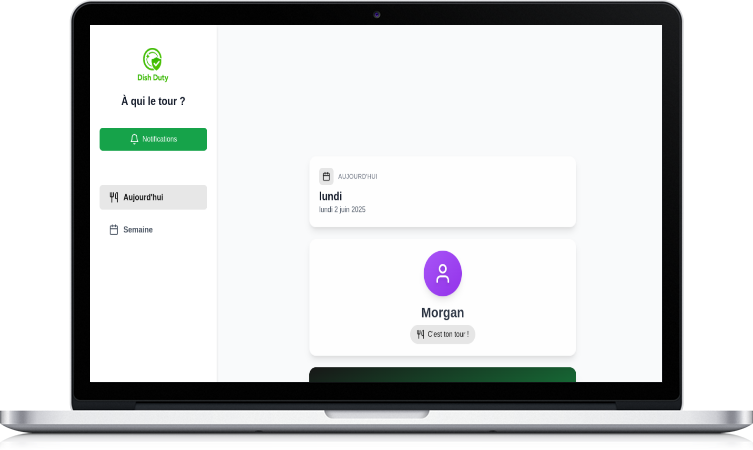 Dish Duty
À qui le tour ?
Notifications
Aujourd'hui
Semaine
AUJOURD'HUI
lundi
lundi 2 juin 2025
Morgan
C'est ton tour !